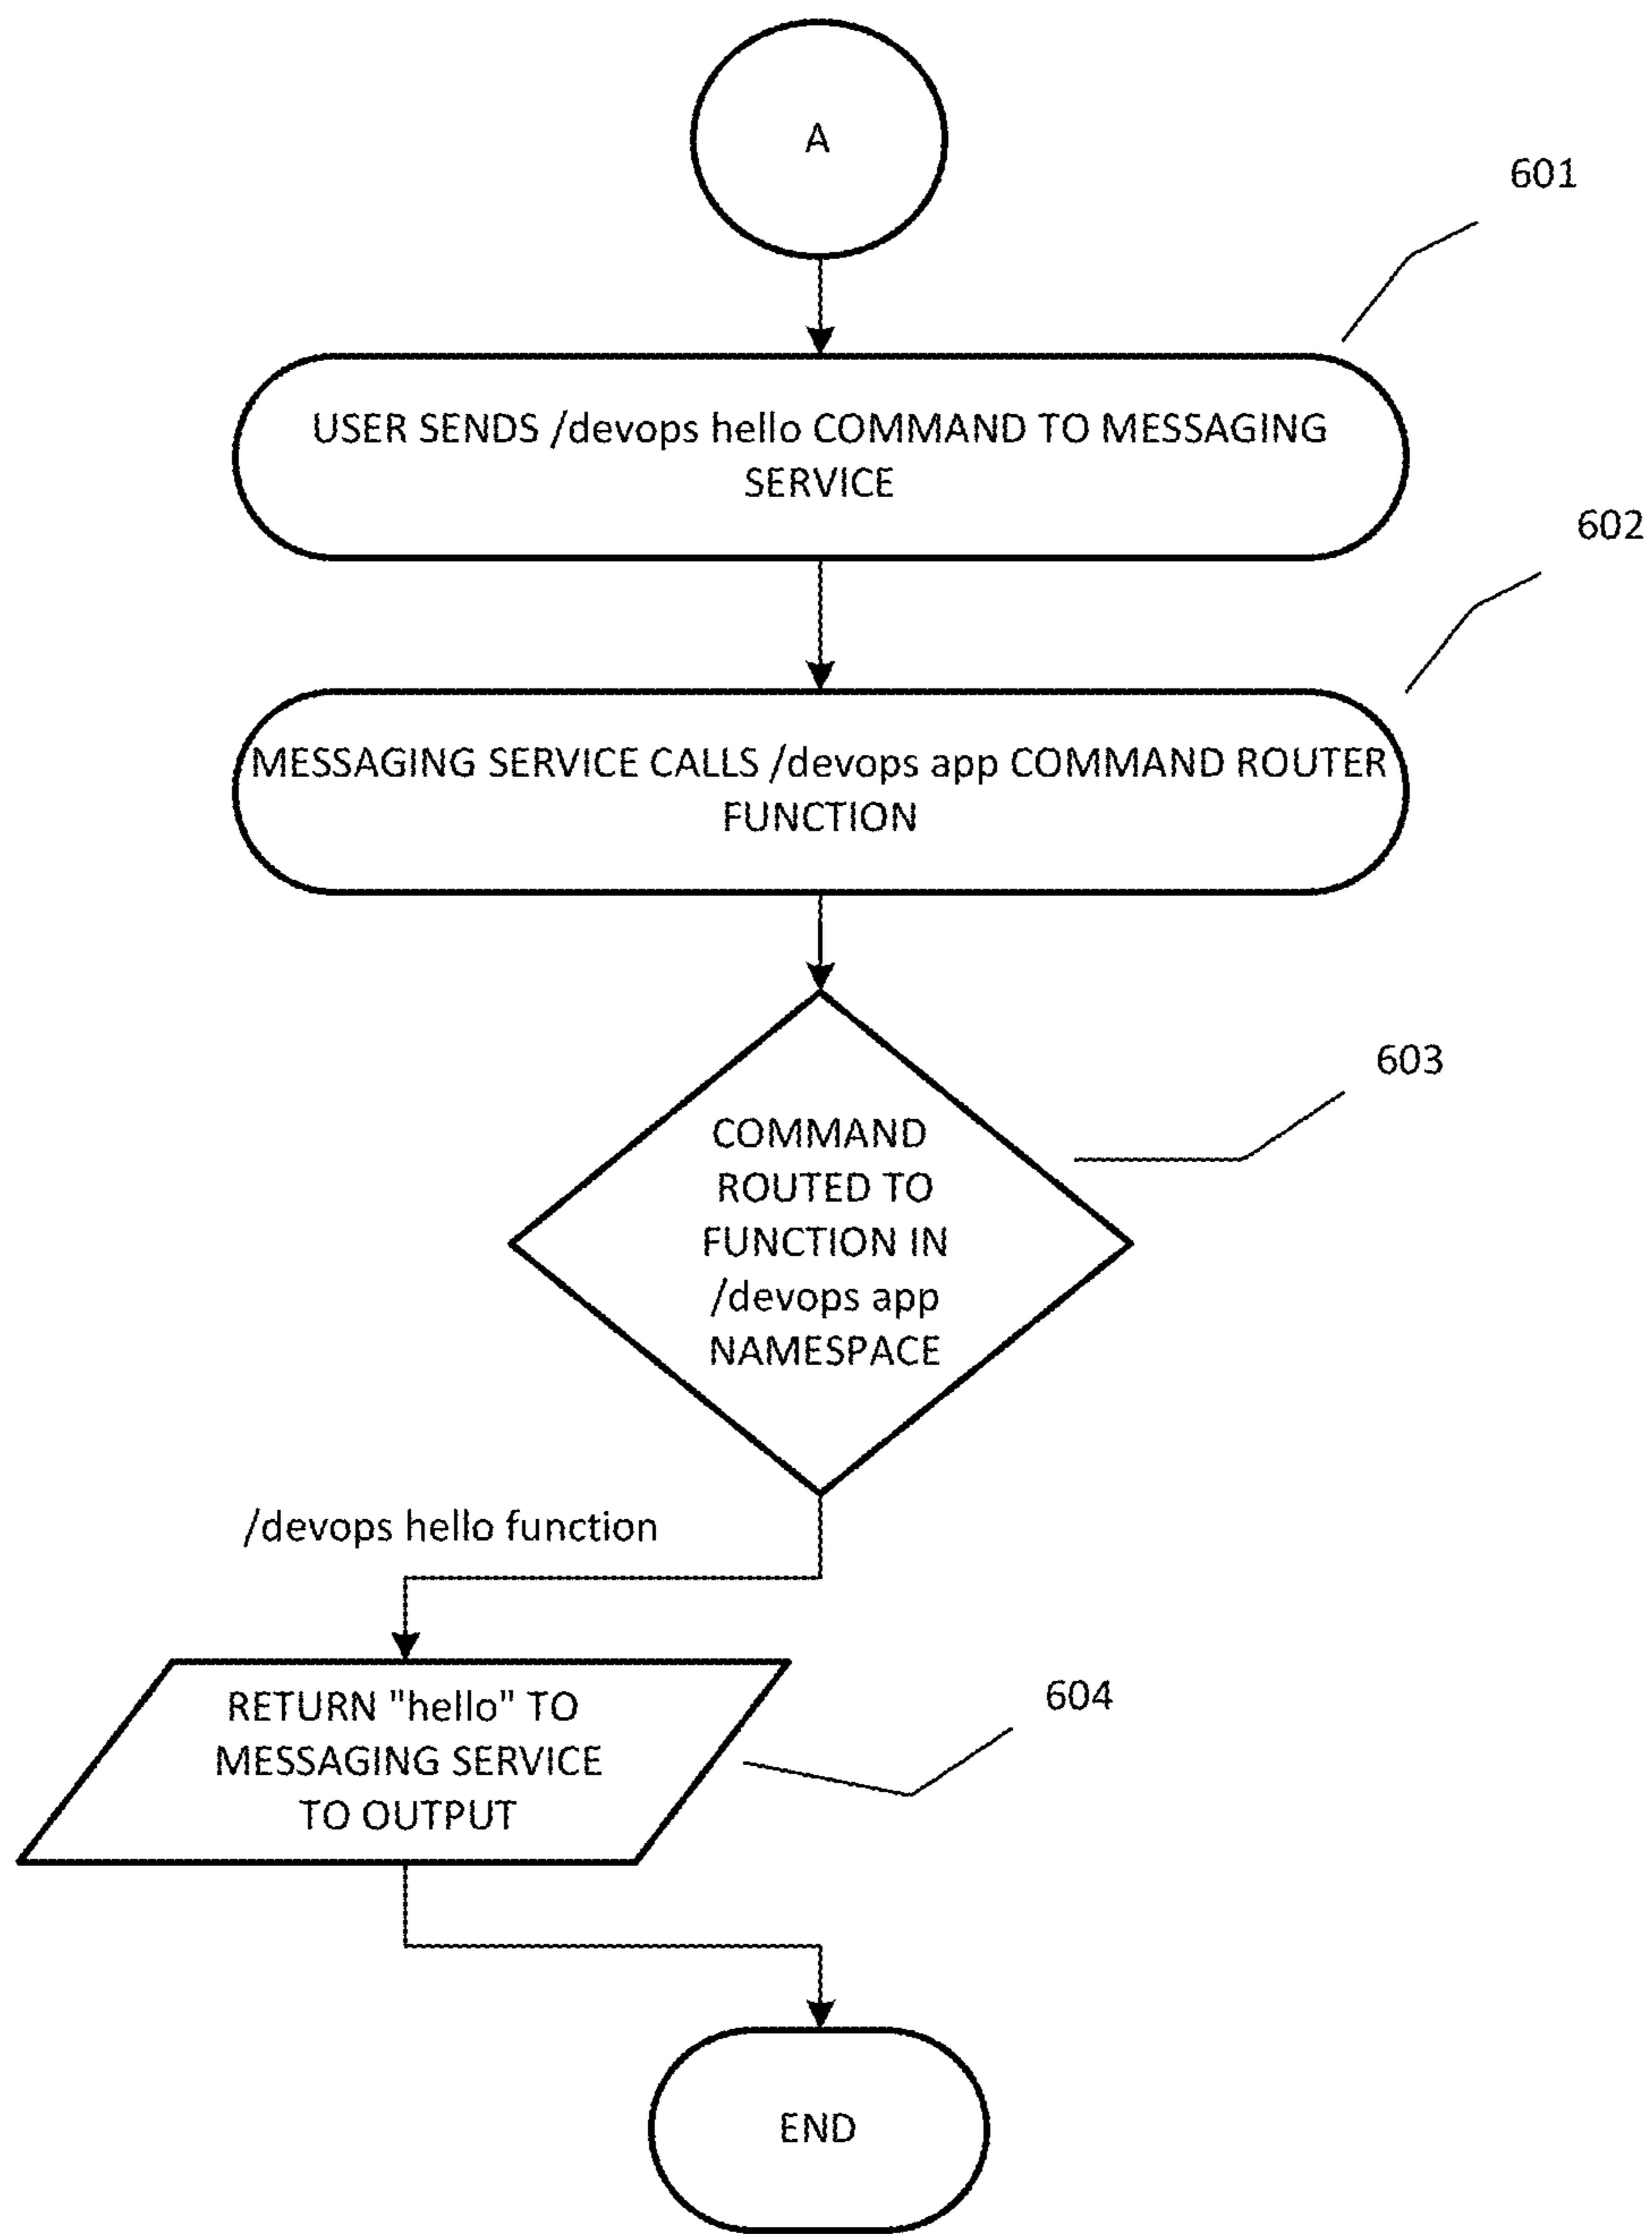 A
601
USER SENDS /devops hello COMMAND TO MESSAGING
SERVICE
602
MESSAGING SERVICE CALLS /devops app COMMAND ROUTER
FUNCTION
603
COMMAND
ROUTED TO
FUNCTION IN
/devops app
NAMESPACE
/devops hello function
604
RETURN "hello" TO
MESSAGING SERVICE
TO OUTPUT
END